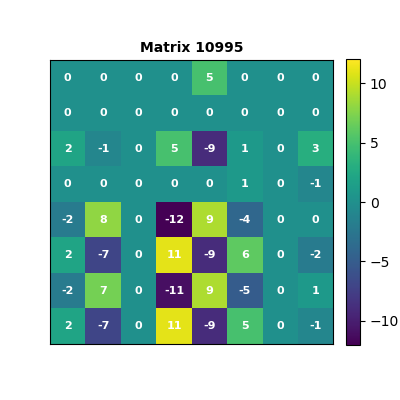 Matrix 10995
0 0 0 0 5 0 0 0
0 0 0 0 0 0 0 0
2 -1 0 5 -9 1 0 3
0 0 0 0 0 1 0 -1
-2 8 0 -12 9 -4 0 0
2 -7 0 11 -9 6 0 -2
-2 7 0 -11 9 -5 0 1
2 -7 0 11 -9 5 0 -1
10
5
0
−5
−10